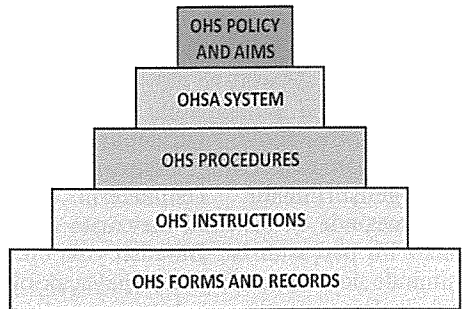 OHS POLICY
AND AIMS
OHSA SYSTEM
OHS PROCEDURES
OHS INSTRUCTIONS
OHS FORMS AND RECORDS